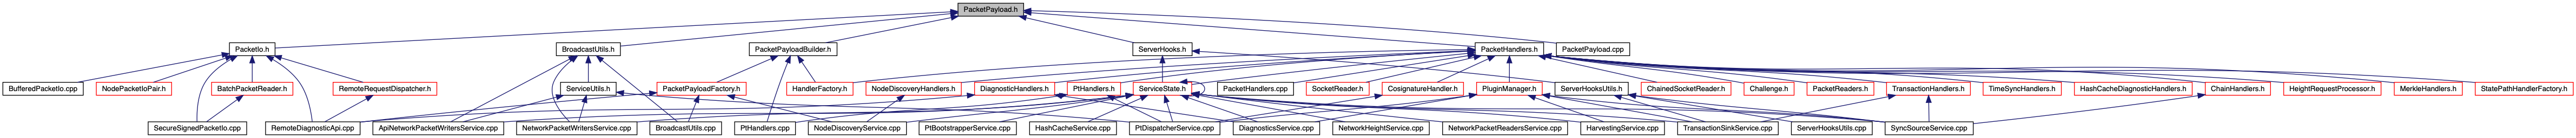 PacketPayload.h
PacketIo.h
BroadcastUtils.h
PacketPayloadBuilder.h
ServerHooks.h
PacketHandlers.h
PacketPayload.cpp
BufferedPacketIo.cpp
NodePacketIoPair.h
BatchPacketReader.h
RemoteRequestDispatcher.h
ServiceUtils.h
PacketPayloadFactory.h
HandlerFactory.h
NodeDiscoveryHandlers.h
DiagnosticHandlers.h
PtHandlers.h
ServiceState.h
PacketHandlers.cpp
SocketReader.h
CosignatureHandler.h
PluginManager.h
ServerHooksUtils.h
ChainedSocketReader.h
Challenge.h
PacketReaders.h
TransactionHandlers.h
TimeSyncHandlers.h
HashCacheDiagnosticHandlers.h
ChainHandlers.h
HeightRequestProcessor.h
MerkleHandlers.h
StatePathHandlerFactory.h
SecureSignedPacketIo.cpp
RemoteDiagnosticApi.cpp
ApiNetworkPacketWritersService.cpp
NetworkPacketWritersService.cpp
BroadcastUtils.cpp
PtHandlers.cpp
NodeDiscoveryService.cpp
PtBootstrapperService.cpp
HashCacheService.cpp
PtDispatcherService.cpp
DiagnosticsService.cpp
NetworkHeightService.cpp
NetworkPacketReadersService.cpp
HarvestingService.cpp
TransactionSinkService.cpp
ServerHooksUtils.cpp
SyncSourceService.cpp